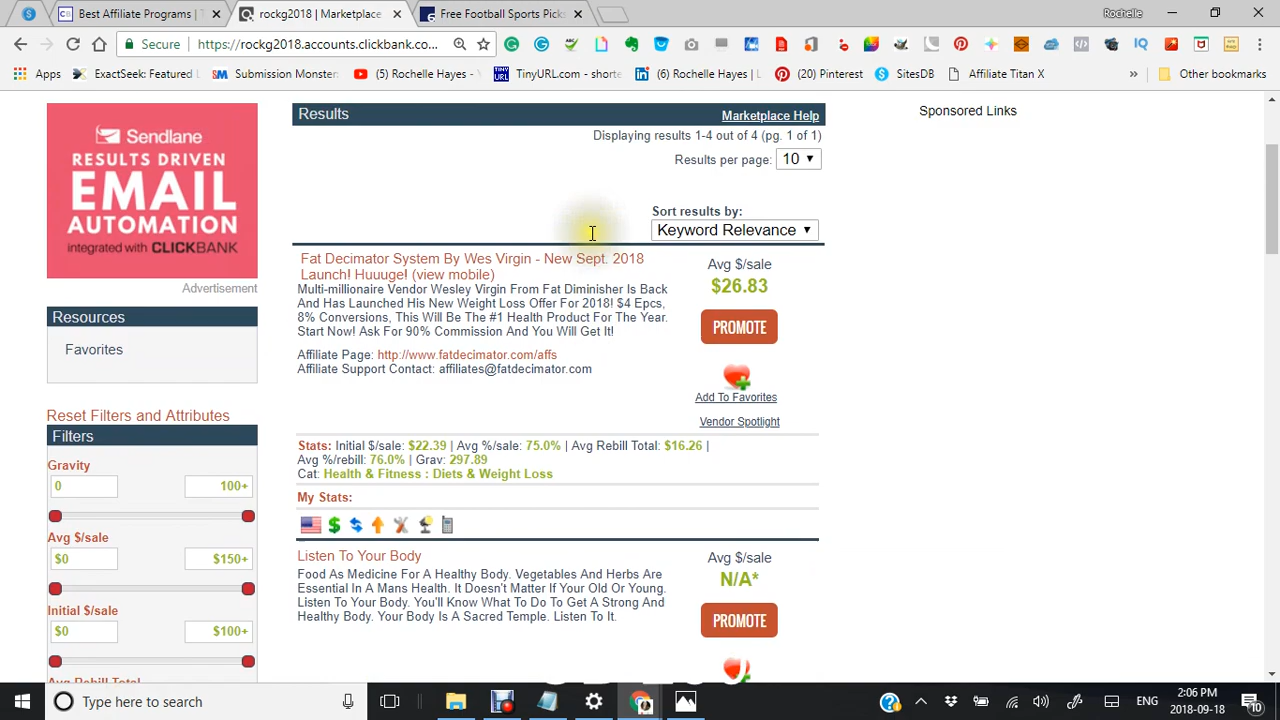 Best Affiliate Programs | T
rockg2018 | Marketplace
Free Football Sports Picks
Rochelle
Secure
https://rockg2018.accounts.clickbank.co...
Apps
ExactSeek: Featured L
Submission Monster:
(5) Rochelle Hayes - Y
TinyURL.com - shorte
(6) Rochelle Hayes | L
(20) Pinterest
SitesDB
Affiliate Titan X
»
Other bookmarks
Sendlane
RESULTS DRIVEN
EMAIL
AUTOMATION
integrated with CLICKBANK
Advertisement
Resources
Favorites
Reset Filters and Attributes
Filters
Gravity
0
100+
Avg $/sale
$0
$150+
Initial $/sale
$0
$100+
Avg Rebill Total
Results
Marketplace Help
Displaying results 1-4 out of 4 (pg. 1 of 1)
Results per page: 10
Sort results by:
Keyword Relevance
Fat Decimator System By Wes Virgin - New Sept. 2018
Launch! Huuuge! (view mobile)
Multi-millionaire Vendor Wesley Virgin From Fat Diminisher Is Back
And Has Launched His New Weight Loss Offer For 2018! $4 Epcs,
8% Conversions, This Will Be The #1 Health Product For The Year.
Start Now! Ask For 90% Commission And You Will Get It!
Affiliate Page: http://www.fatdecimator.com/affs
Affiliate Support Contact: affiliates@fatdecimator.com
Avg $/sale
$26.83
PROMOTE
Add To Favorites
Vendor Spotlight
Stats: Initial $/sale: $22.39 | Avg %/sale: 75.0% | Avg Rebill Total: $16.26 |
Avg %/rebill: 76.0% | Grav: 297.89
Cat: Health & Fitness : Diets & Weight Loss
My Stats:
Listen To Your Body
Food As Medicine For A Healthy Body. Vegetables And Herbs Are
Essential In A Mans Health. It Doesn't Matter If Your Old Or Young.
Listen To Your Body. You'll Know What To Do To Get A Strong And
Healthy Body. Your Body Is A Sacred Temple. Listen To It.
Avg $/sale
N/A*
PROMOTE
Sponsored Links
Type here to search
ENG
2:06 PM
2018-09-18
10